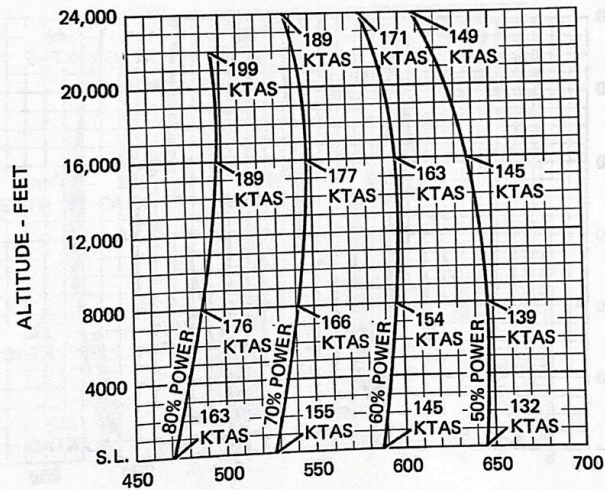 24,000
20,000
16,000
12,000
8000
4000
S.L.
ALTITUDE - FEET
189
KTAS
171
KTAS
149
KTAS
199
KTAS
189
KTAS
177
KTAS
163
KTAS
145
KTAS
176
KTAS
166
KTAS
154
KTAS
139
KTAS
80% POWER
70% POWER
60% POWER
50% POWER
163
KTAS
155
KTAS
145
KTAS
132
KTAS
450
500
550
600
650
700